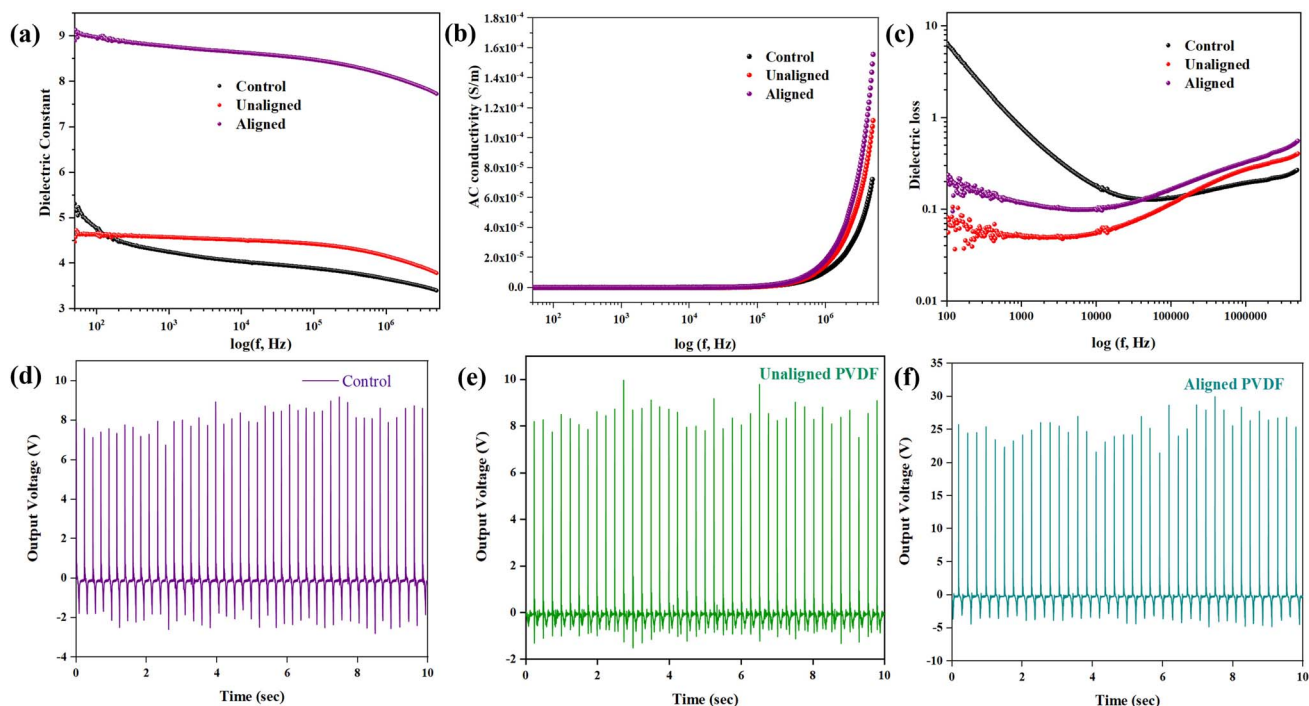 (a)
9
8
7
6
5
4
3
Dielectric Constant
Control
Unaligned
Aligned
10² 10³ 10⁴ 10⁵ 10⁶
log(f, Hz)
(b)
1.8x10⁻⁴
1.6x10⁻⁴
1.4x10⁻⁴
1.2x10⁻⁴
1.0x10⁻⁴
8.0x10⁻⁵
6.0x10⁻⁵
4.0x10⁻⁵
2.0x10⁻⁵
0.0
AC conductivity (S/m)
Control
Unaligned
Aligned
10² 10³ 10⁴ 10⁵ 10⁶
log (f, Hz)
(c)
10
1
0.1
0.01
Dielectric loss
Control
Unaligned
Aligned
100 1000 10000 100000 1000000
log (f, Hz)
(d)
10
8
6
4
2
0
-2
-4
Output Voltage (V)
Control
0 2 4 6 8 10
Time (sec)
(e)
10
8
6
4
2
0
-2
Output Voltage (V)
Unaligned PVDF
0 2 4 6 8 10
Time (sec)
(f)
35
30
25
20
15
10
5
0
-5
-10
Output Voltage (V)
Aligned PVDF
0 2 4 6 8 10
Time (sec)